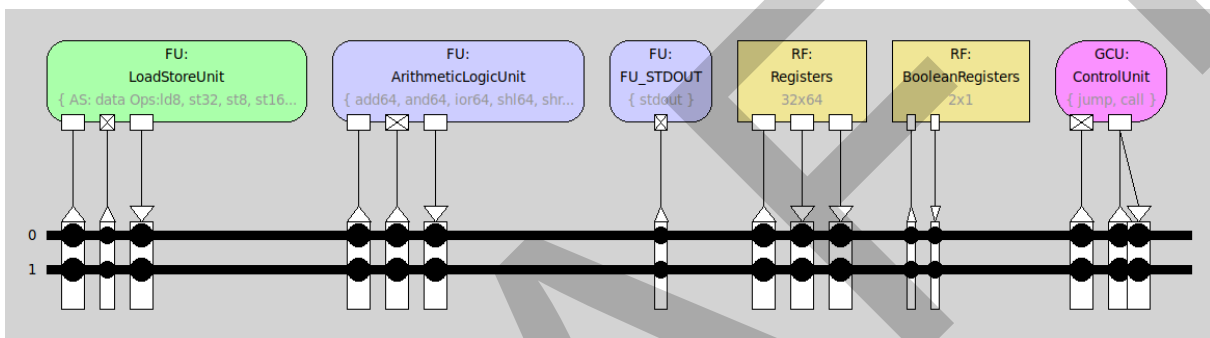 FU:
LoadStoreUnit
{ AS: data Ops:ld8, st32, st8, st16...
FU:
ArithmeticLogicUnit
{ add64, and64, ior64, shl64, shr...
FU:
FU_STDOUT
{ stdout }
RF:
Registers
32x64
RF:
BooleanRegisters
2x1
GCU:
ControlUnit
{ jump, call }
0
1